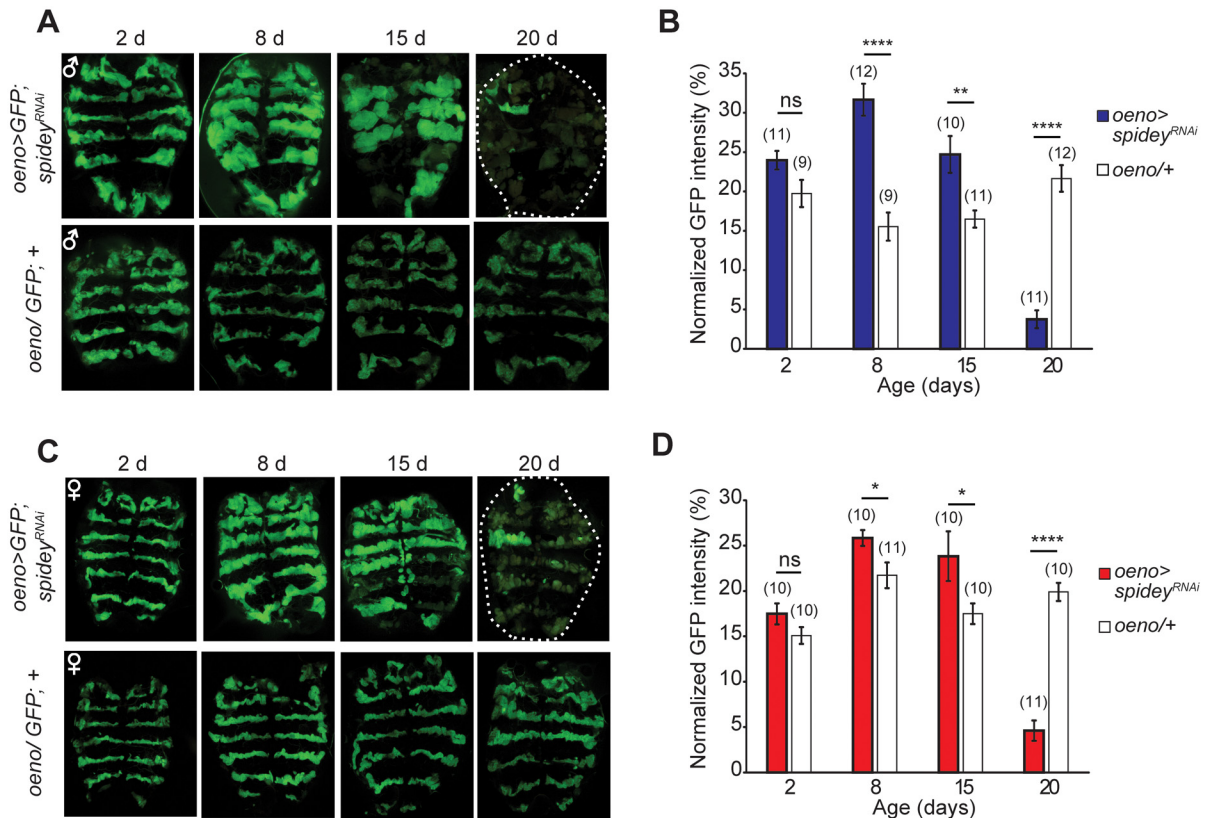 A
2 d 8 d 15 d 20 d
oeno>GFP; spidey^RNAi
♂
oeno/ GFP; +
♂
B
Normalized GFP intensity (%)
35
30
25
20
15
10
5
0
ns
(11)
(9)
****
(12)
(9)
**
(10)
(11)
****
(11)
(12)
2 8 15 20
Age (days)
oeno>
spidey^RNAi
oeno/+
C
2 d 8 d 15 d 20 d
oeno>GFP; spidey^RNAi
♀
oeno/ GFP; +
♀
D
Normalized GFP intensity (%)
30
25
20
15
10
5
0
ns
(10)
(10)
*
(10)
(11)
*
(10)
(10)
****
(11)
(10)
2 8 15 20
Age (days)
oeno>
spidey^RNAi
oeno/+